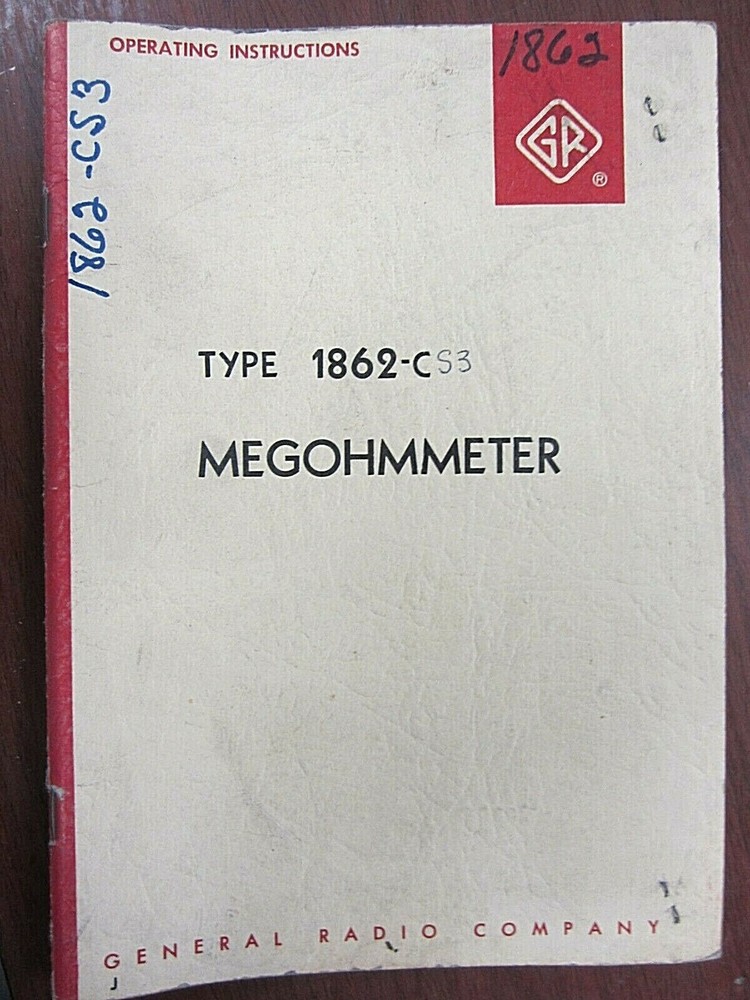 OPERATING INSTRUCTIONS
1862
GR
®
1862-CS3
TYPE 1862-CS3
MEGOHMMETER
GENERAL RADIO COMPANY
J